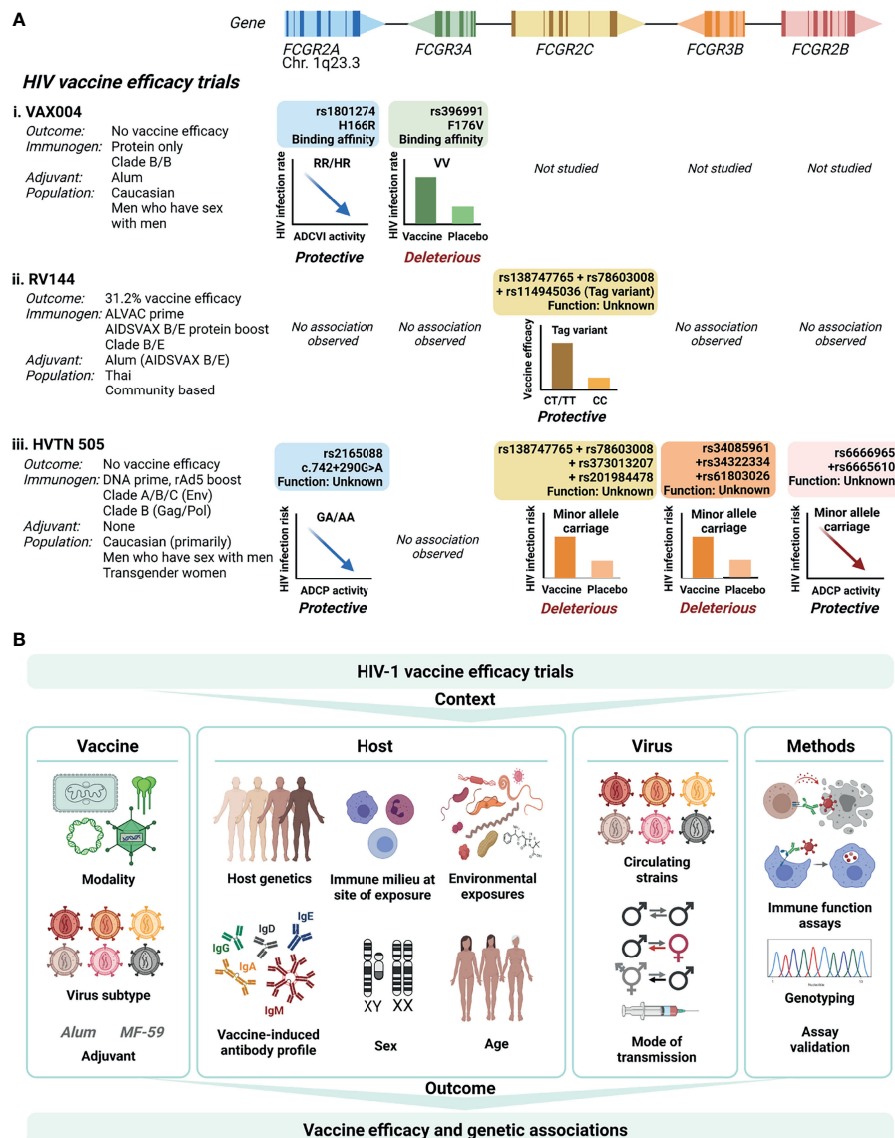 A
Gene
FCGR2A
Chr. 1q23.3
FCGR3A
FCGR2C
FCGR3B
FCGR2B
HIV vaccine efficacy trials
i. VAX004
Outcome: No vaccine efficacy
Immunogen: Protein only
Clade B/B
Adjuvant: Alum
Population: Caucasian
Men who have sex
with men
rs1801274
H166R
Binding affinity
HIV infection rate
RR/HR
ADCVI activity
Protective
rs396991
F176V
Binding affinity
HIV infection rate
VV
Vaccine Placebo
Deleterious
Not studied
Not studied
Not studied
ii. RV144
Outcome: 31.2% vaccine efficacy
Immunogen: ALVAC prime
AIDSVAX B/E protein boost
Clade B/E
Adjuvant: Alum (AIDSVAX B/E)
Population: Thai
Community based
No association
observed
No association
observed
rs138747765 + rs78603008
+ rs114945036 (Tag variant)
Function: Unknown
Vaccine efficacy
Tag variant
CT/TT CC
Protective
No association
observed
No association
observed
iii. HVTN 505
Outcome: No vaccine efficacy
Immunogen: DNA prime, rAd5 boost
Clade A/B/C (Env)
Clade B (Gag/Pol)
Adjuvant: None
Population: Caucasian (primarily)
Men who have sex with men
Transgender women
rs2165088
c.742+290G>A
Function: Unknown
HIV infection risk
GA/AA
ADCP activity
Protective
No association
observed
rs138747765 + rs78603008
+ rs373013207
+ rs201984478
Function: Unknown
HIV infection risk
Minor allele
carriage
Vaccine Placebo
Deleterious
rs34085961
+rs34322334
+rs61803026
Function: Unknown
HIV infection risk
Minor allele
carriage
Vaccine Placebo
Deleterious
rs6666965
+rs6665610
Function: Unknown
HIV infection risk
Minor allele
carriage
ADCP activity
Protective
B
HIV-1 vaccine efficacy trials
Context
Vaccine
Modality
Virus subtype
Alum MF-59
Adjuvant
Host
Host genetics
Immune milieu at
site of exposure
Environmental
exposures
IgG
IgD
IgE
IgA
IgM
Vaccine-induced
antibody profile
XY XX
Sex
Age
Virus
Circulating
strains
Mode of
transmission
Methods
Immune function
assays
Genotyping
Assay
validation
Outcome
Vaccine efficacy and genetic associations